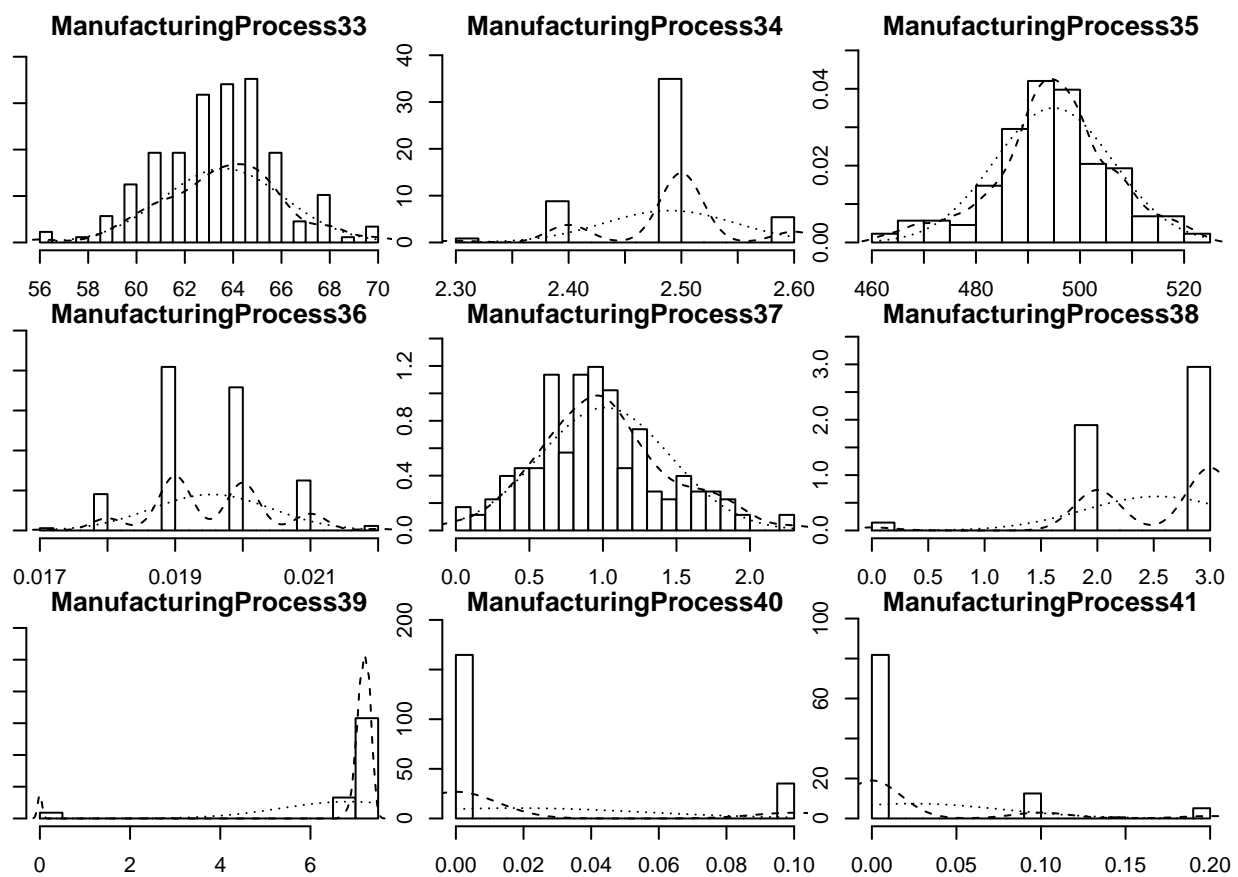 ManufacturingProcess33 ManufacturingProcess34 ManufacturingProcess35
0 10 20 30 40
0.00 0.02 0.04
56 58 60 62 64 66 68 70
2.30 2.40 2.50 2.60
460 480 500 520
ManufacturingProcess36 ManufacturingProcess37 ManufacturingProcess38
0.0 0.4 0.8 1.2
0.0 1.0 2.0 3.0
0.017 0.019 0.021
0.0 0.5 1.0 1.5 2.0
0.0 0.5 1.0 1.5 2.0 2.5 3.0
ManufacturingProcess39 ManufacturingProcess40 ManufacturingProcess41
0 50 100 200
0 20 60 100
0 2 4 6
0.00 0.02 0.04 0.06 0.08 0.10
0.00 0.05 0.10 0.15 0.20